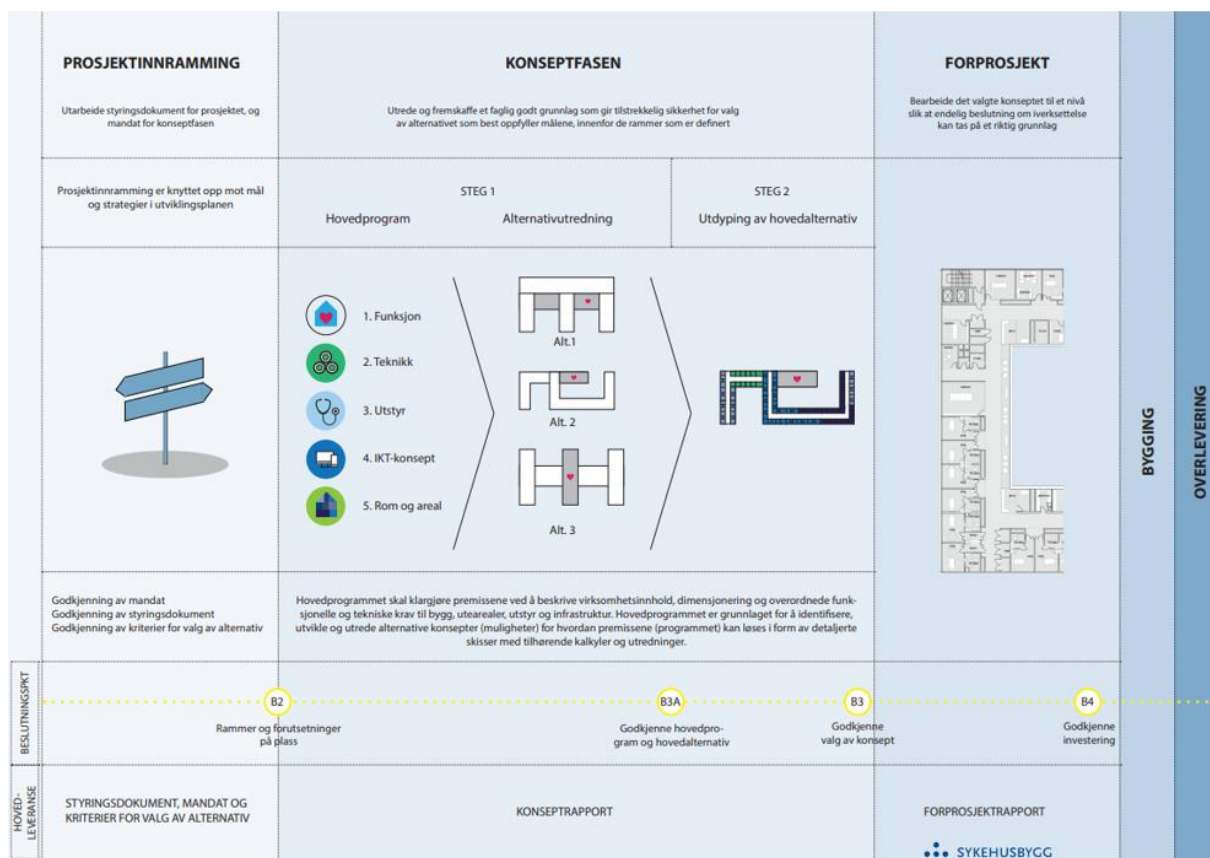 PROSJEKTINNRAMMING
Utarbeide styringsdokument for prosjektet, og
mandat for konseptfasen
KONSEPTFASEN
Utrede og fremskaffe et faglig godt grunnlag som gir tilstrekkelig sikkerhet for valg
av alternativet som best oppfyller målene, innenfor de rammer som er definert
FORPROSJEKT
Bearbeide det valgte konseptet til et nivå
slik at endelig beslutning om iverksettelse
kan tas på et riktig grunnlag
Prosjektinnramming er knyttet opp mot mål
og strategier i utviklingsplanen
STEG 1
Hovedprogram
Alternativutredning
STEG 2
Utdyping av hovedalternativ
1. Funksjon
2. Teknikk
3. Utstyr
4. IKT-konsept
5. Rom og areal
Alt.1
Alt. 2
Alt. 3
BYGGING
OVERLEVERING
Godkjenning av mandat
Godkjenning av styringsdokument
Godkjenning av kriterier for valg av alternativ
Hovedprogrammet skal klargjøre premissene ved å beskrive virksomhetsinnhold, dimensjonering og overordnede funk-
sjonelle og tekniske krav til bygg, utearealer, utstyr og infrastruktur. Hovedprogrammet er grunnlaget for å identifisere,
utvikle og utrede alternative konsepter (muligheter) for hvordan premissene (programmet) kan løses i form av detaljerte
skisser med tilhørende kalkyler og utredninger.
BESLUTNINGSPKT
B2
Rammer og forutsetninger
på plass
B3A
Godkjenne hovedpro-
gram og hovedalternativ
B3
Godkjenne
valg av konsept
B4
Godkjenne
investering
HOVED-
LEVERANSE
STYRINGSDOKUMENT, MANDAT OG
KRITERIER FOR VALG AV ALTERNATIV
KONSEPTRAPPORT
FORPROSJEKTRAPPORT
SYKEHUSBYGG